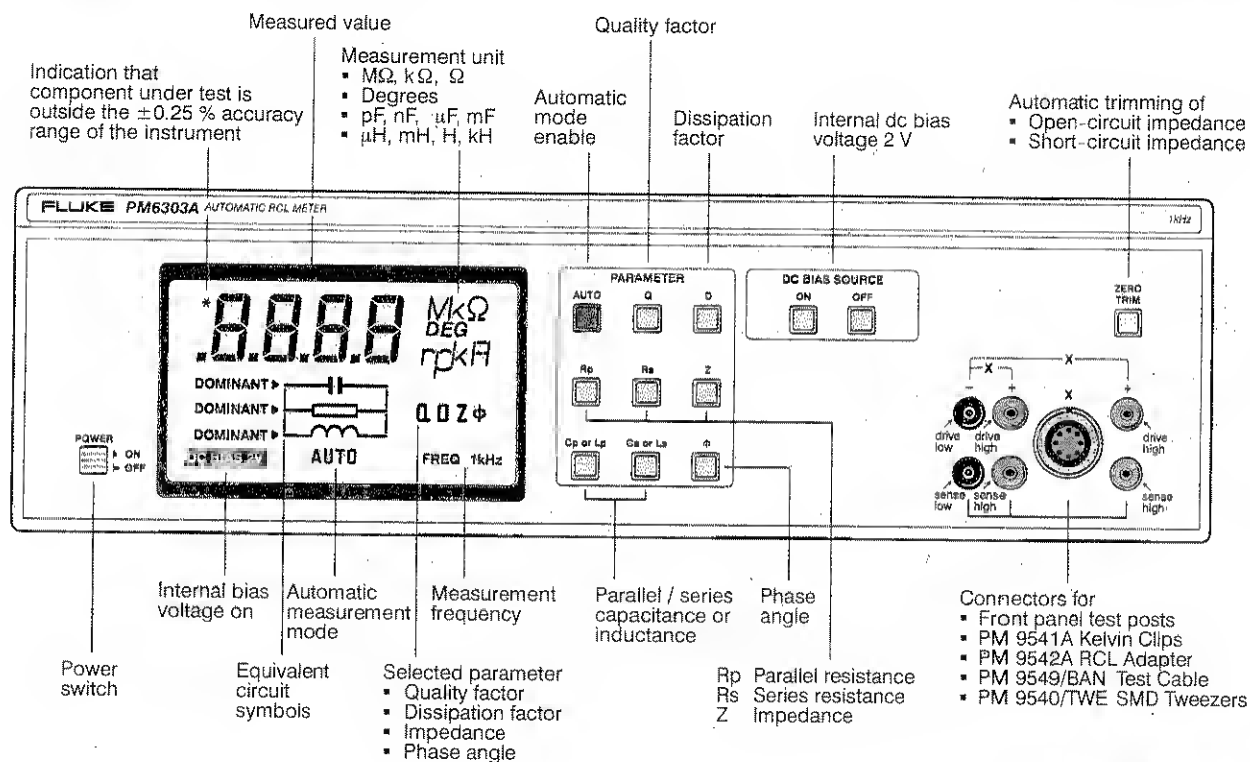 Measured value
Quality factor
Indication that
component under test is
outside the ±0.25 % accuracy
range of the instrument
Measurement unit
▪ MΩ, kΩ, Ω
▪ Degrees
▪ pF, nF, µF, mF
▪ µH, mH, H, kH
Automatic
mode
enable
Dissipation
factor
Internal dc bias
voltage 2 V
Automatic trimming of
▪ Open-circuit impedance
▪ Short-circuit impedance
FLUKE PM6303A AUTOMATIC RCL METER
1kHz
PARAMETER
AUTO
Q
D
DC BIAS SOURCE
ON
OFF
ZERO
TRIM
*.8.8.8.8
MkΩ
DEG
DOMINANT
DOMINANT
DOMINANT
Q D Z Φ
DC BIAS 2V
AUTO
FREQ 1kHz
POWER
ON
OFF
Rp
Rs
Z
Cp or Lp
Cs or Ls
Φ
- X +
X
X
+
drive
low
drive
high
drive
high
sense
low
sense
high
sense
high
Internal bias
voltage on
Automatic
measurement
mode
Measurement
frequency
Parallel / series
capacitance or
inductance
Phase
angle
Connectors for
▪ Front panel test posts
▪ PM 9541A Kelvin Clips
▪ PM 9542A RCL Adapter
▪ PM 9549/BAN Test Cable
▪ PM 9540/TWE SMD Tweezers
Power
switch
Equivalent
circuit
symbols
Selected parameter
▪ Quality factor
▪ Dissipation factor
▪ Impedance
▪ Phase angle
Rp Parallel resistance
Rs Series resistance
Z Impedance